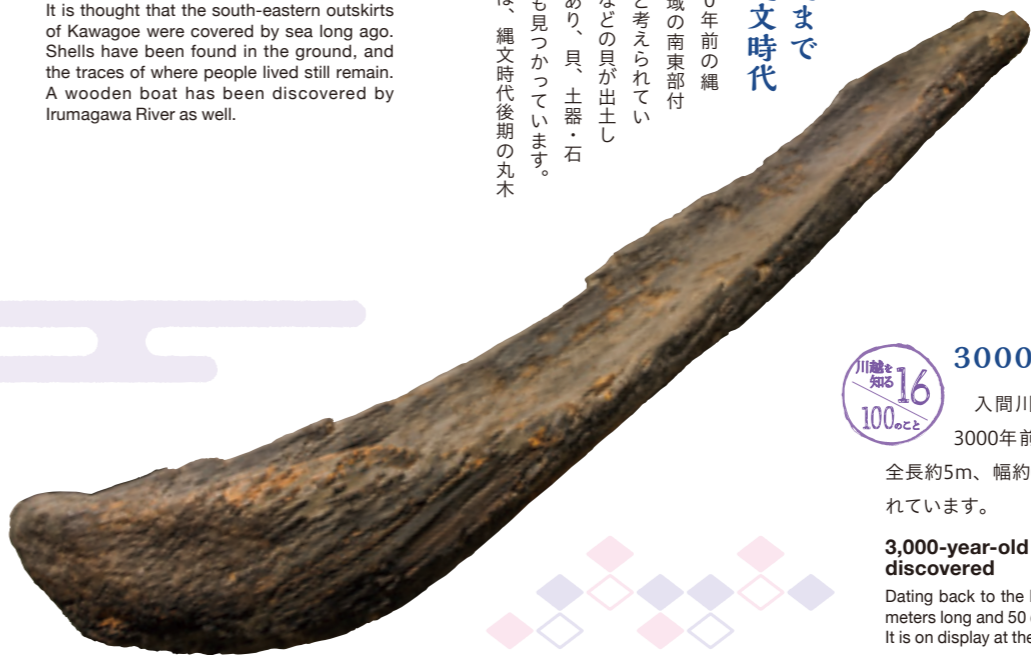 It is thought that the south-eastern outskirts
of Kawagoe were covered by sea long ago.
Shells have been found in the ground, and
the traces of where people lived still remain.
A wooden boat has been discovered by
Irumagawa River as well.
まで
文時代
年前の縄
域の南東部付
と考えられてい
などの貝が出土し
あり、貝、土器・石
も見つかっています。
は、縄文時代後期の丸木
川越を
知る
16
100のこと
3000
入間川
3000年前
全長約5m、幅約
れています。
3,000-year-old
discovered
Dating back to the
meters long and 50
It is on display at the